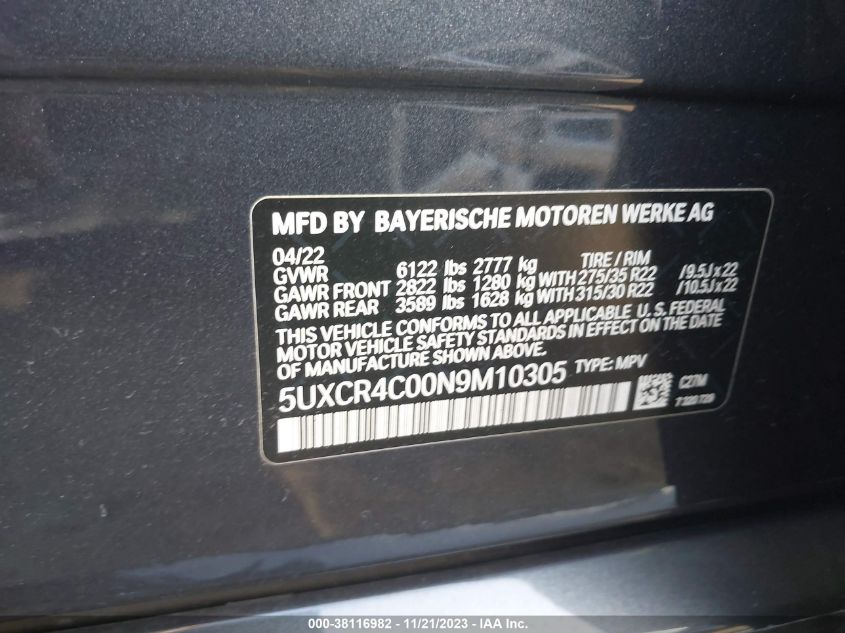 MFD BY BAYERISCHE MOTOREN WERKE AG
04/22 TIRE / RIM
GVWR 6122 lbs 2777 kg
GAWR FRONT 2822 lbs 1280 kg WITH 275/35 R22 /9.5J x 22
GAWR REAR 3589 lbs 1628 kg WITH 315/30 R22 /10.5J x 22
THIS VEHICLE CONFORMS TO ALL APPLICABLE U. S. FEDERAL
MOTOR VEHICLE SAFETY STANDARDS IN EFFECT ON THE DATE
OF MANUFACTURE SHOWN ABOVE.
5UXCR4C00N9M10305 TYPE: MPV
C27M
7320729
000-38116982 - 11/21/2023 - IAA Inc.